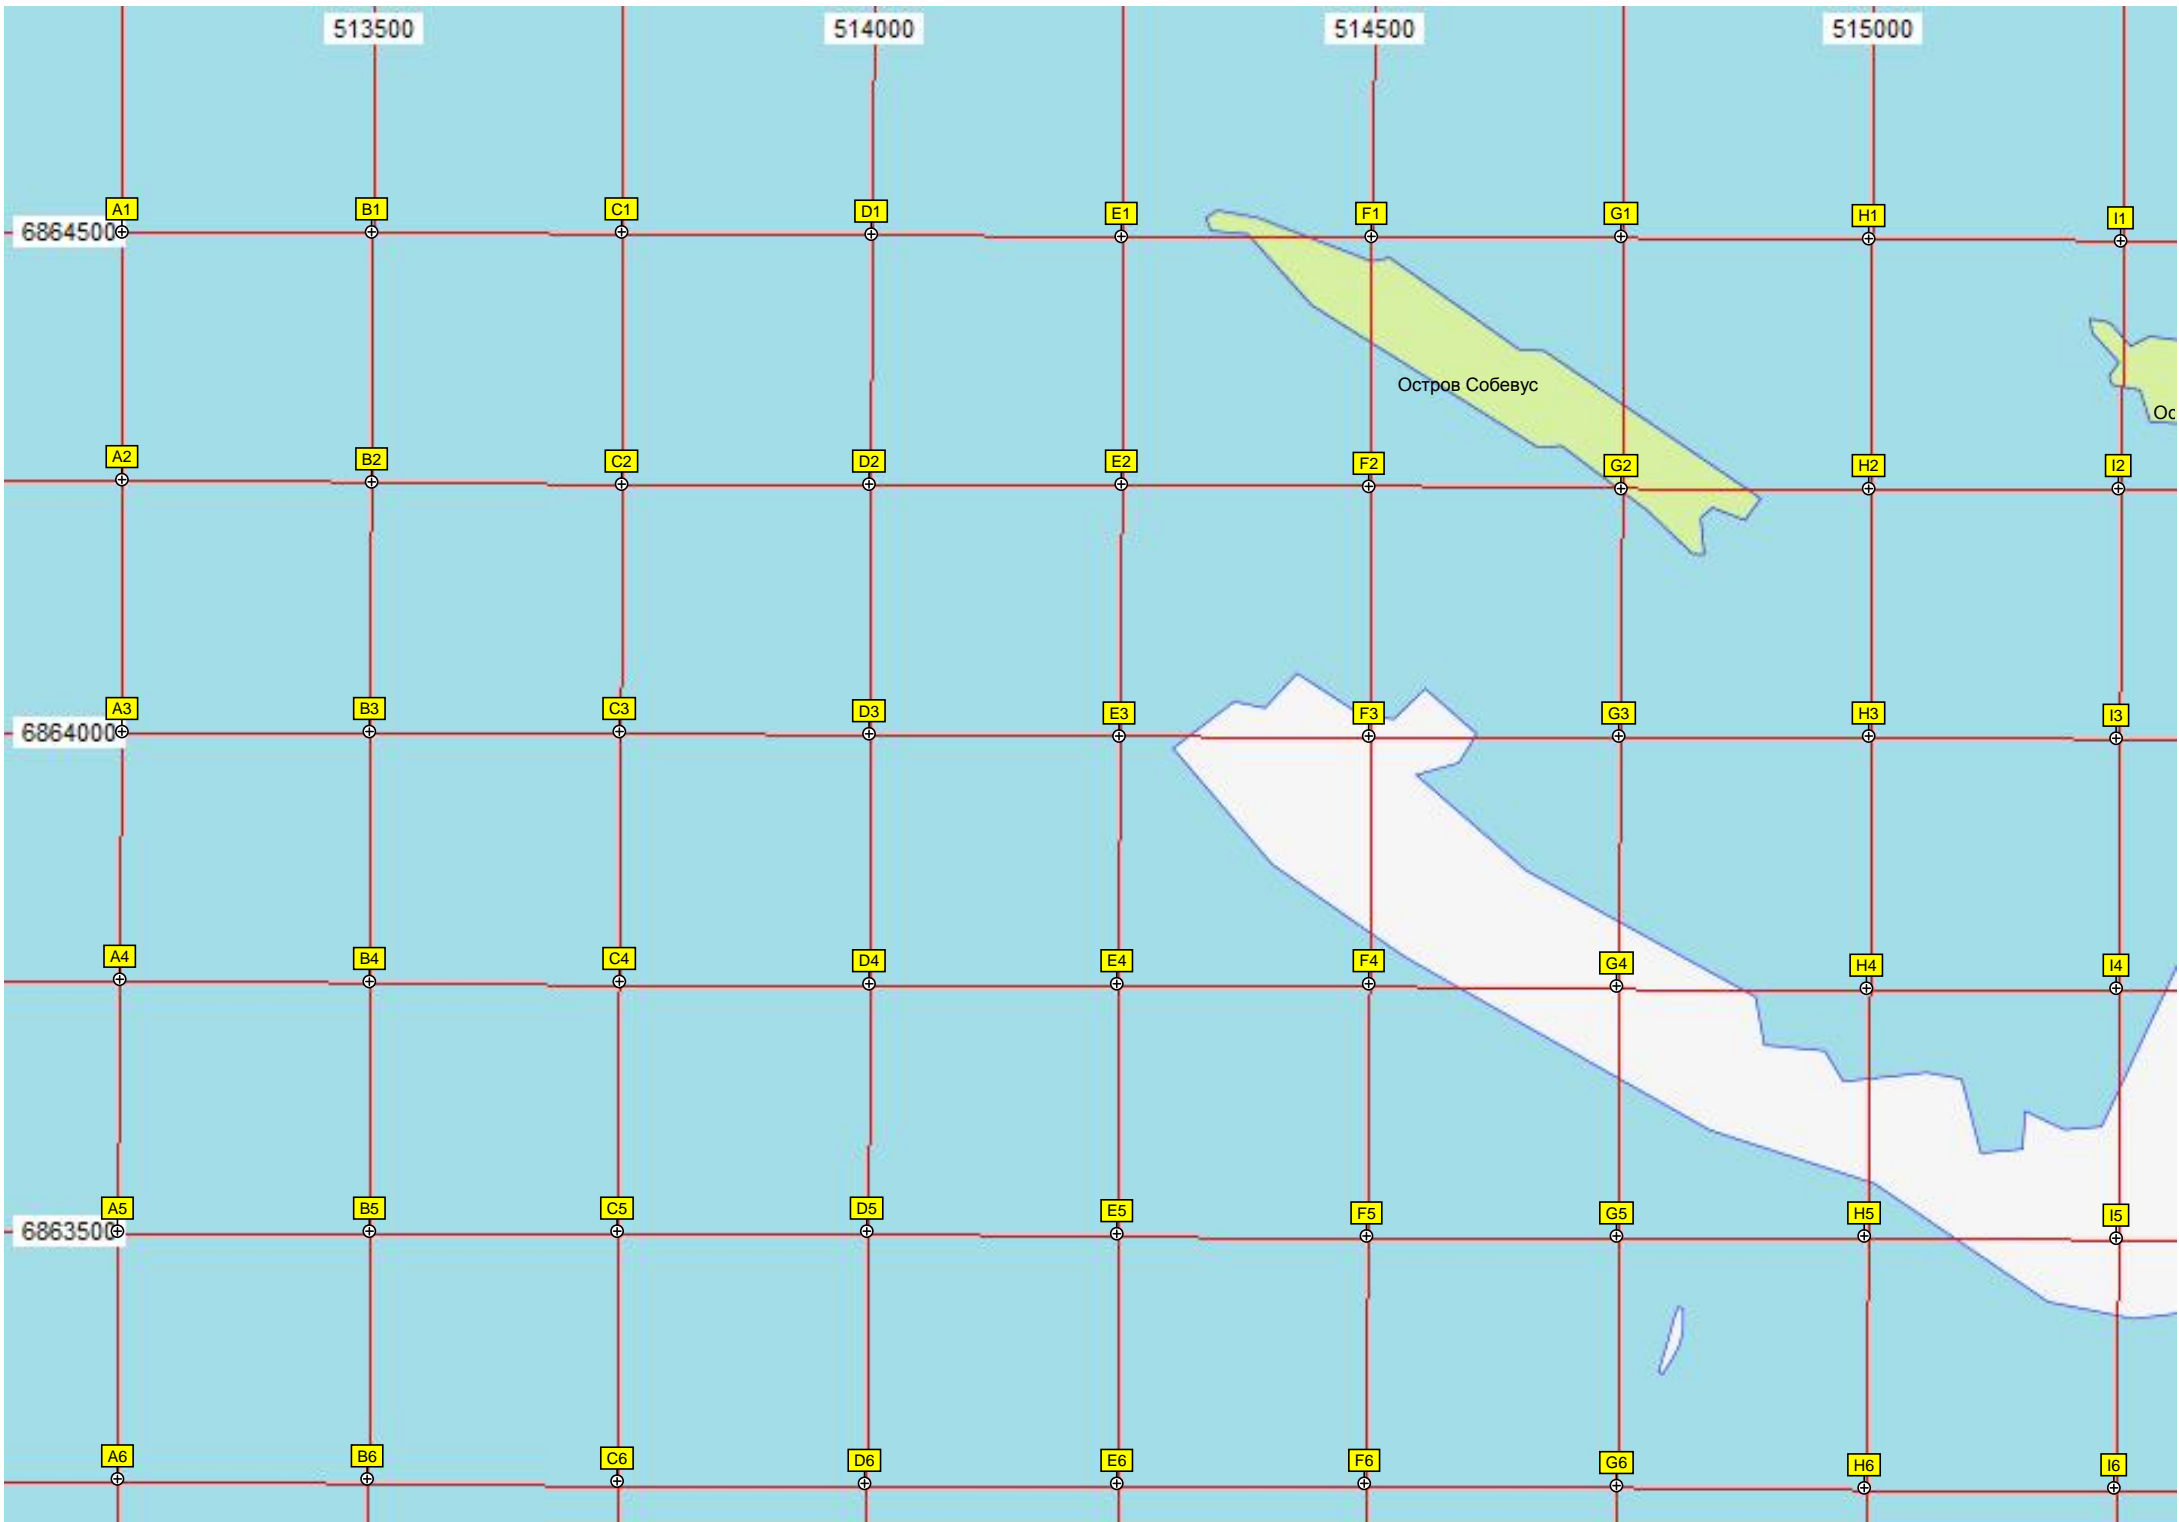 513500 514000 514500 515000
A1 B1 C1 D1 E1 F1 G1 H1 I1
6864500
Остров Собевус
Ос
A2 B2 C2 D2 E2 F2 G2 H2 I2
A3 B3 C3 D3 E3 F3 G3 H3 I3
6864000
A4 B4 C4 D4 E4 F4 G4 H4 I4
A5 B5 C5 D5 E5 F5 G5 H5 I5
6863500
A6 B6 C6 D6 E6 F6 G6 H6 I6